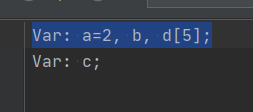 Var: a=2, b, d[5];
Var: c;